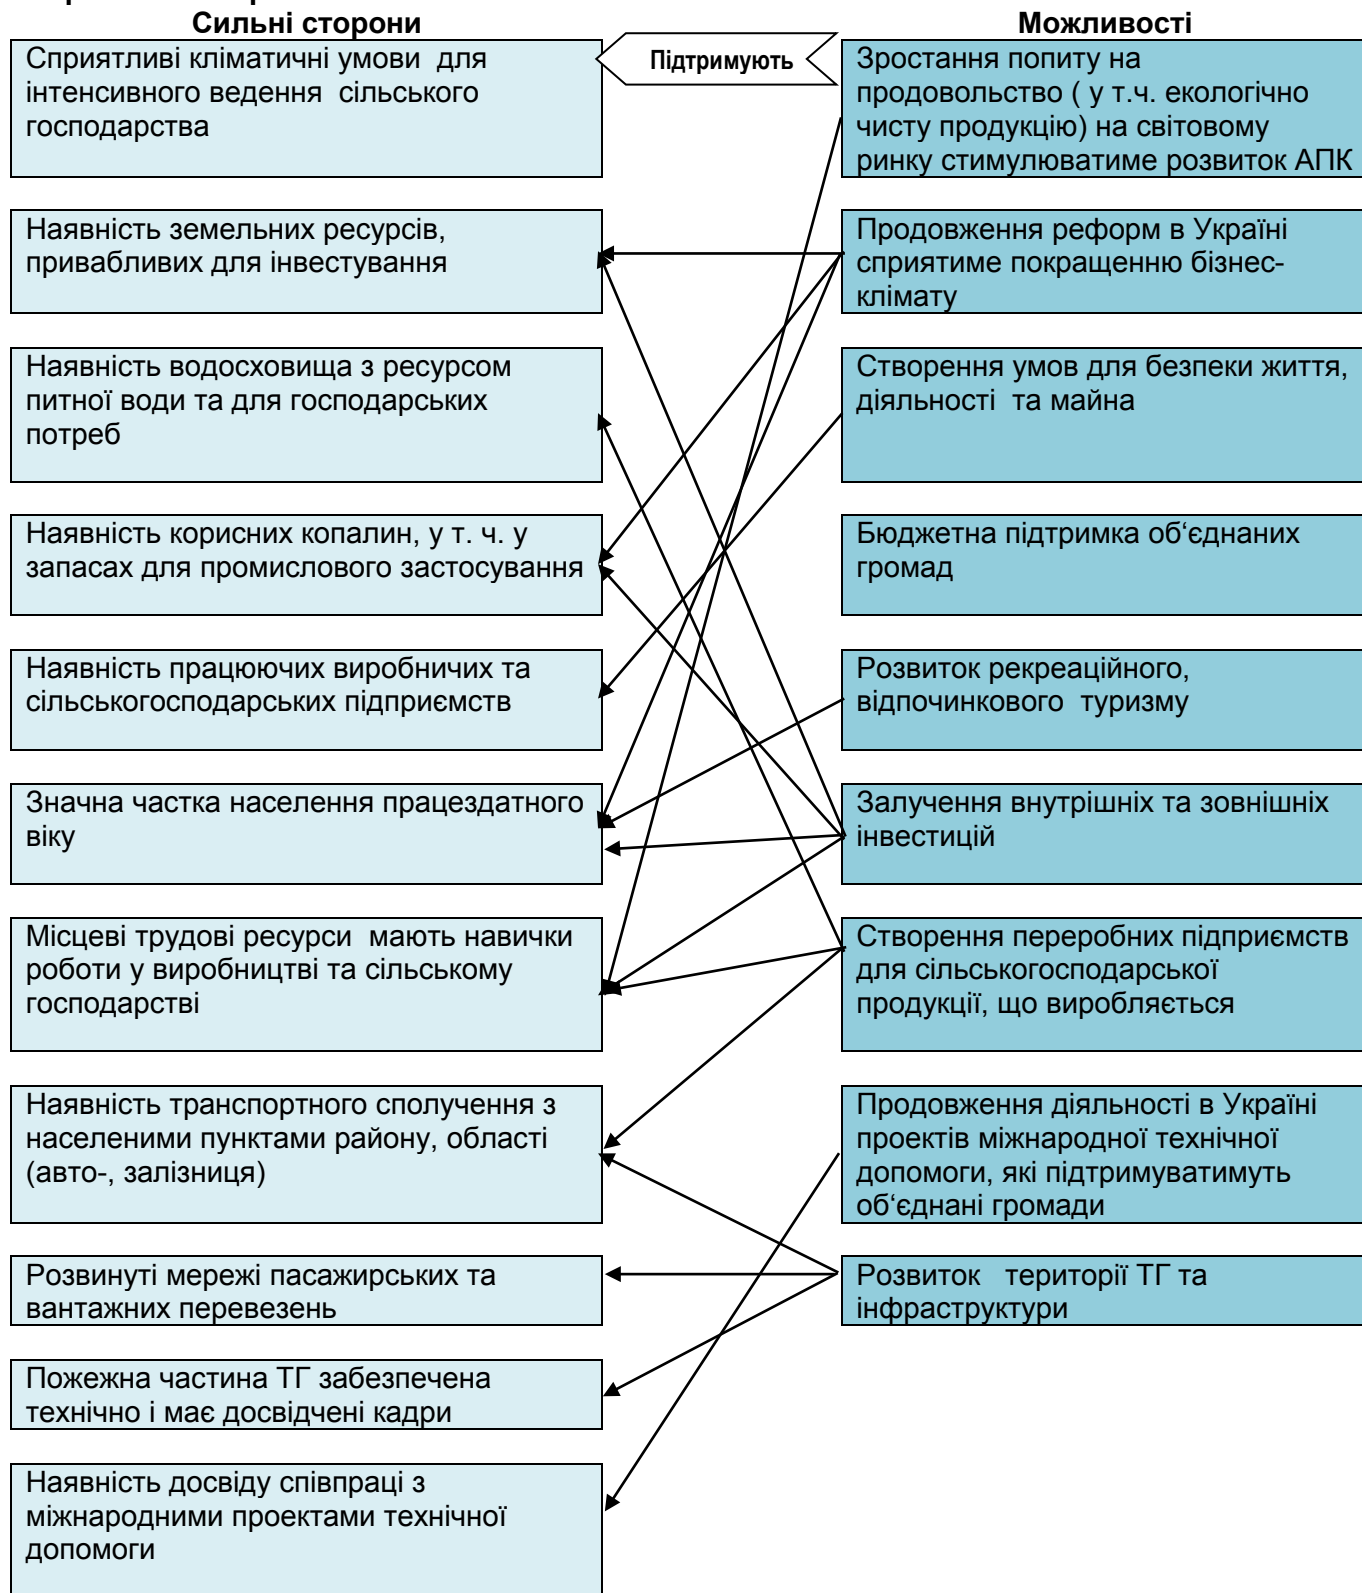 Сильні сторони
Можливості
Підтримують
Сприятливі кліматичні умови для
інтенсивного ведення сільського
господарства
Зростання попиту на
продовольство ( у т.ч. екологічно
чисту продукцію) на світовому
ринку стимулюватиме розвиток АПК
Наявність земельних ресурсів,
привабливих для інвестування
Продовження реформ в Україні
сприятиме покращенню бізнес-
клімату
Наявність водосховища з ресурсом
питної води та для господарських
потреб
Створення умов для безпеки життя,
діяльності та майна
Наявність корисних копалин, у т. ч. у
запасах для промислового застосування
Бюджетна підтримка об‘єднаних
громад
Наявність працюючих виробничих та
сільськогосподарських підприємств
Розвиток рекреаційного,
відпочинкового туризму
Значна частка населення працездатного
віку
Залучення внутрішніх та зовнішніх
інвестицій
Місцеві трудові ресурси мають навички
роботи у виробництві та сільському
господарстві
Створення переробних підприємств
для сільськогосподарської
продукції, що виробляється
Наявність транспортного сполучення з
населеними пунктами району, області
(авто-, залізниця)
Продовження діяльності в Україні
проектів міжнародної технічної
допомоги, які підтримуватимуть
об‘єднані громади
Розвинуті мережі пасажирських та
вантажних перевезень
Розвиток території ТГ та
інфраструктури
Пожежна частина ТГ забезпечена
технічно і має досвідчені кадри
Наявність досвіду співпраці з
міжнародними проектами технічної
допомоги